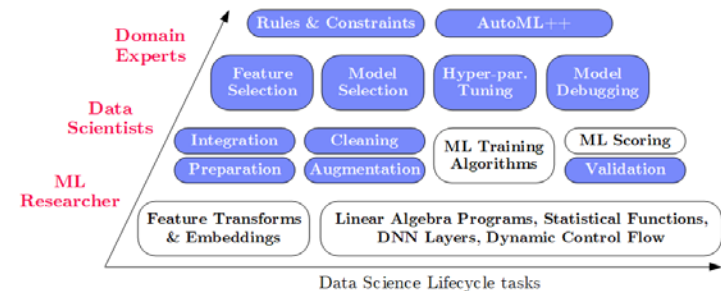 Domain
Experts
Rules & Constraints
AutoML++
Feature
Selection
Model
Selection
Hyper-par.
Tuning
Model
Debugging
Data
Scientists
Integration
Cleaning
ML Training
Algorithms
ML Scoring
Preparation
Augmentation
Validation
ML
Researcher
Feature Transforms
& Embeddings
Linear Algebra Programs, Statistical Functions,
DNN Layers, Dynamic Control Flow
Data Science Lifecycle tasks